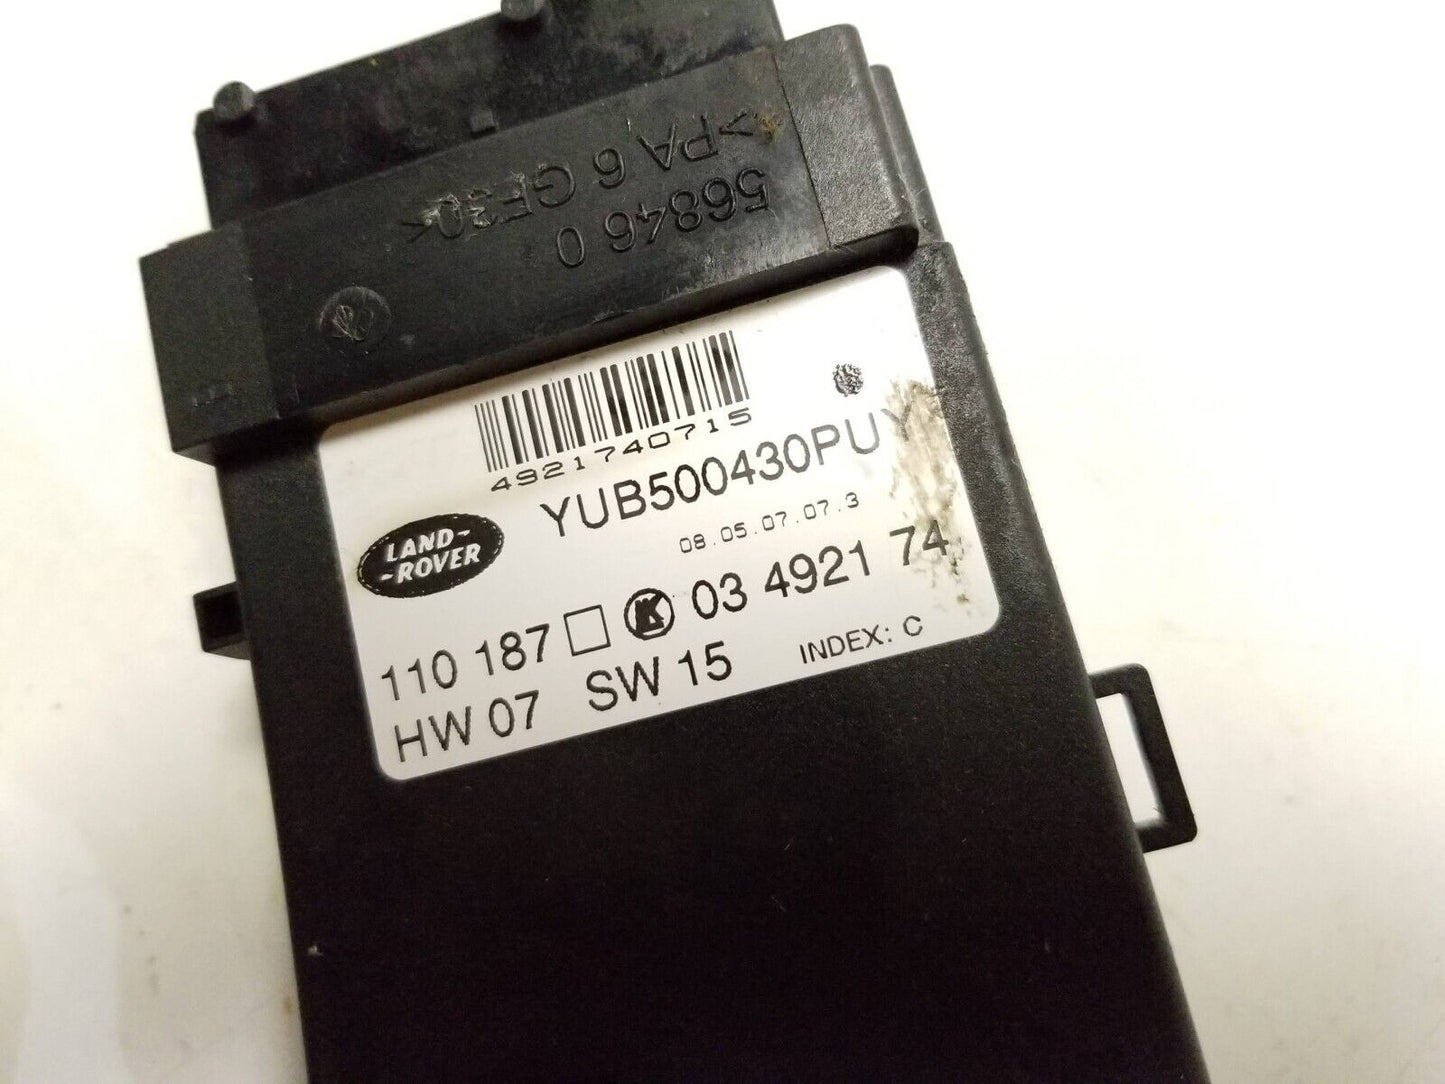 >PA 6 GF30<
56846 0
4921740715
YUB500430PUY
08.05.07.07.3
LAND-
-ROVER
110 187 03 4921 74
HW 07 SW 15 INDEX: C